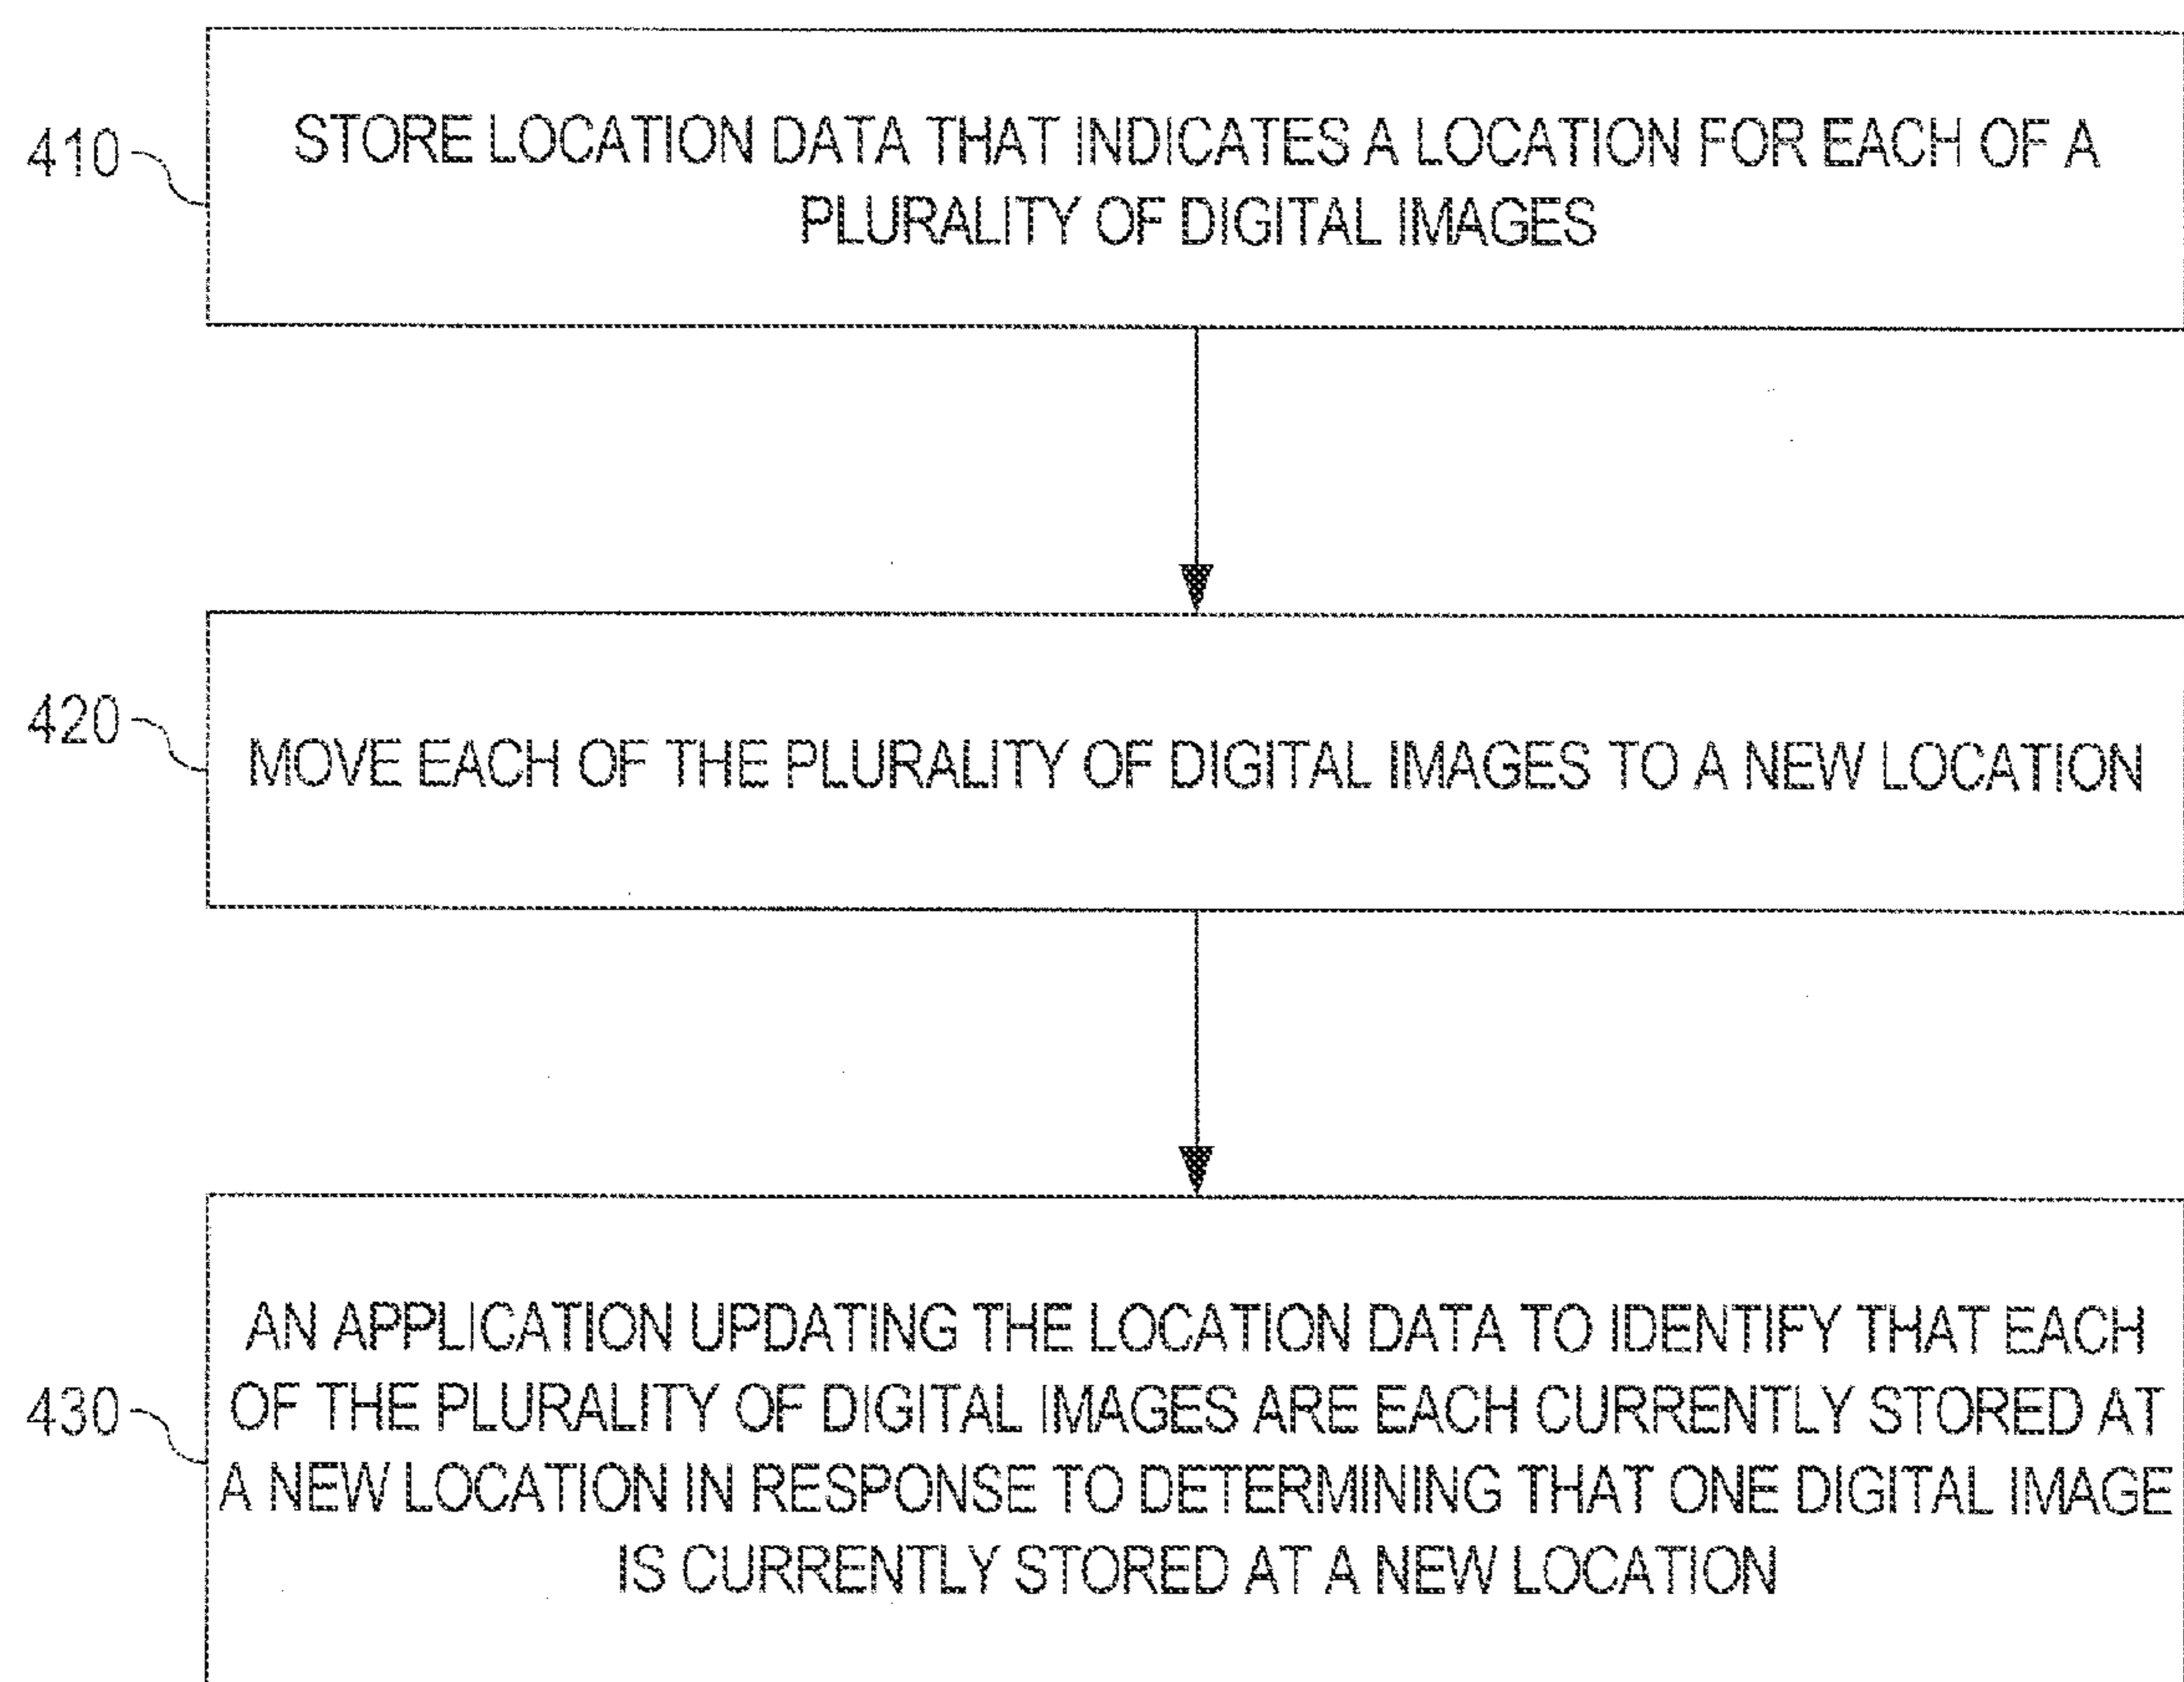 410
STORE LOCATION DATA THAT INDICATES A LOCATION FOR EACH OF A
PLURALITY OF DIGITAL IMAGES
420
MOVE EACH OF THE PLURALITY OF DIGITAL IMAGES TO A NEW LOCATION
430
AN APPLICATION UPDATING THE LOCATION DATA TO IDENTIFY THAT EACH
OF THE PLURALITY OF DIGITAL IMAGES ARE EACH CURRENTLY STORED AT
A NEW LOCATION IN RESPONSE TO DETERMINING THAT ONE DIGITAL IMAGE
IS CURRENTLY STORED AT A NEW LOCATION